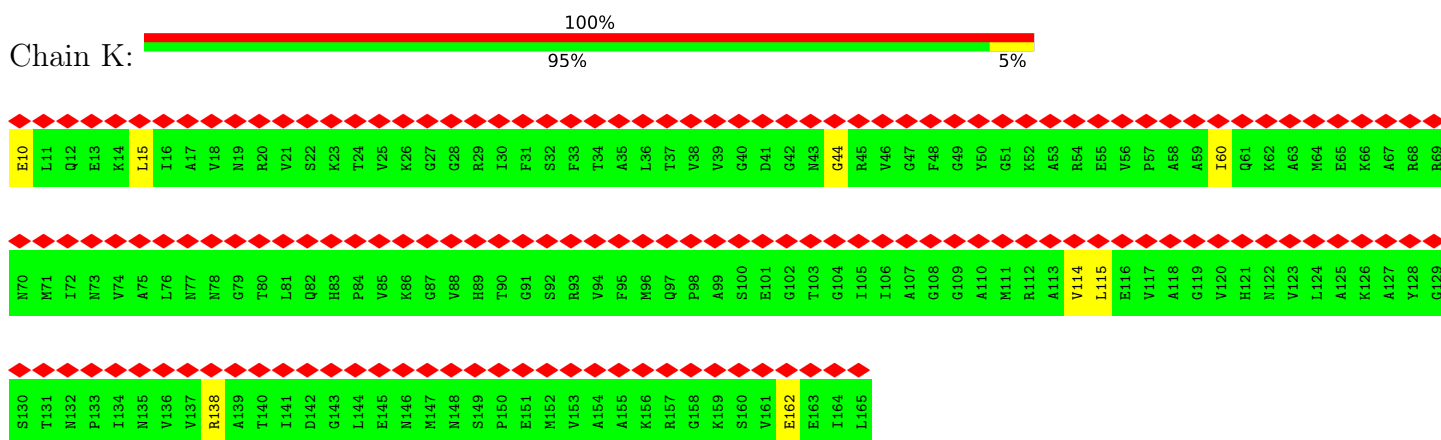 100%
Chain K:
95% 5%
E10 L11 Q12 E13 K14 L15 I16 A17 V18 N19 R20 V21 S22 K23 T24 V25 K26 G27 G28 R29 I30 F31 S32 F33 T34 A35 L36 T37 V38 V39 G40 D41 G42 N43 G44 R45 V46 G47 F48 G49 Y50 G51 K52 A53 R54 E55 V56 P57 A58 A59 I60 Q61 K62 A63 M64 E65 K66 A67 R68 R69
N70 M71 I72 N73 V74 A75 L76 N77 N78 G79 T80 L81 Q82 H83 P84 V85 K86 G87 V88 H89 T90 G91 S92 R93 V94 F95 M96 Q97 P98 A99 S100 E101 G102 T103 G104 I105 I106 A107 G108 G109 A110 M111 R112 A113 V114 L115 E116 V117 A118 G119 V120 H121 N122 V123 L124 A125 K126 A127 Y128 G129
S130 T131 N132 P133 I134 N135 V136 V137 R138 A139 T140 I141 D142 G143 L144 E145 N146 M147 N148 S149 P150 E151 M152 V153 A154 A155 K156 R157 G158 K159 S160 V161 E162 E163 I164 L165